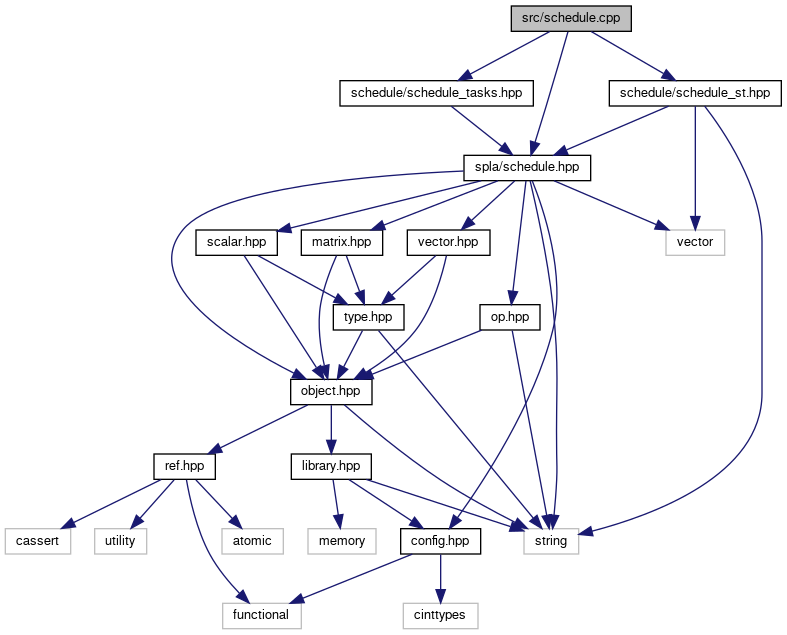 src/schedule.cpp
schedule/schedule_tasks.hpp
schedule/schedule_st.hpp
spla/schedule.hpp
scalar.hpp
matrix.hpp
vector.hpp
vector
type.hpp
op.hpp
object.hpp
ref.hpp
library.hpp
cassert
utility
atomic
memory
config.hpp
string
functional
cinttypes